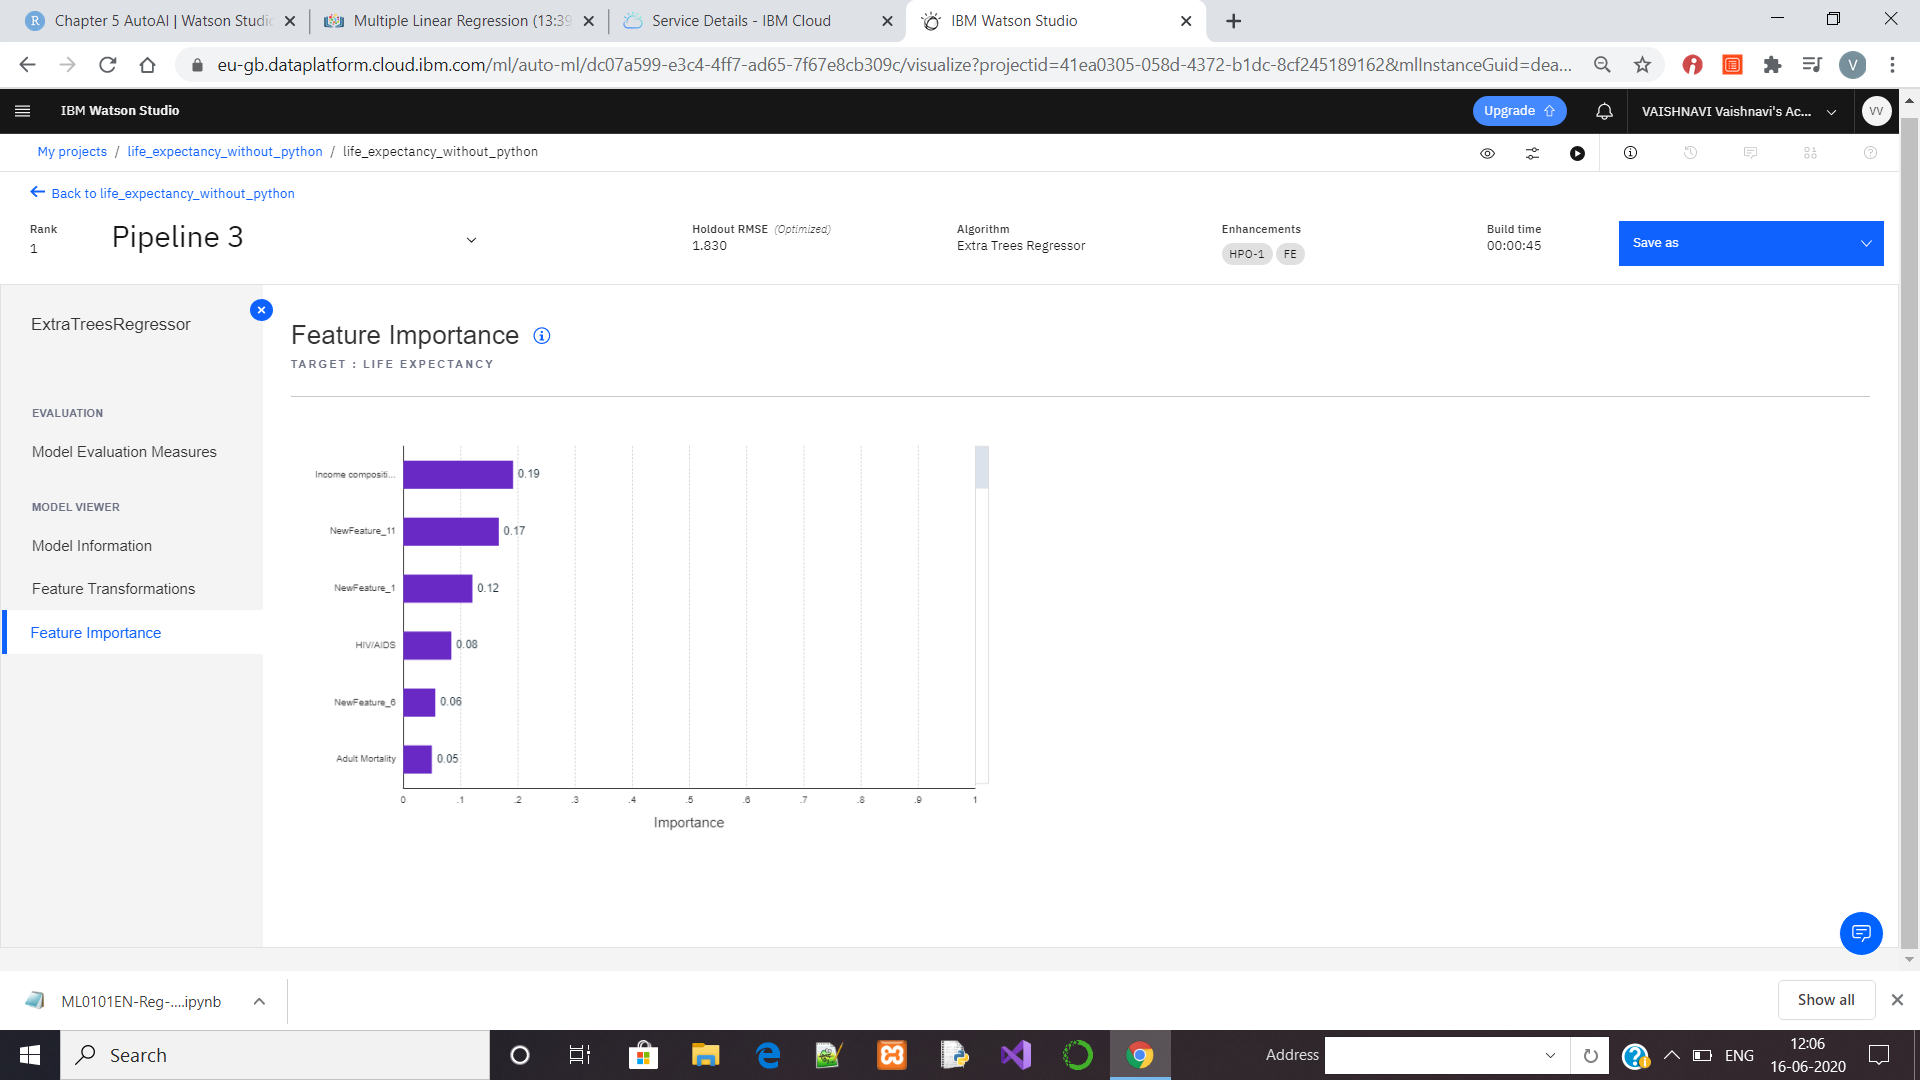 Chapter 5 AutoAI | Watson Studio
Multiple Linear Regression (13:39
Service Details - IBM Cloud
IBM Watson Studio
eu-gb.dataplatform.cloud.ibm.com/ml/auto-ml/dc07a599-e3c4-4ff7-ad65-7f67e8cb309c/visualize?projectid=41ea0305-058d-4372-b1dc-8cf245189162&mlInstanceGuid=dea...
V
IBM Watson Studio
Upgrade
VAISHNAVI Vaishnavi's Ac...
VV
My projects / life_expectancy_without_python / life_expectancy_without_python
Back to life_expectancy_without_python
Rank
1
Pipeline 3
Holdout RMSE (Optimized)
1.830
Algorithm
Extra Trees Regressor
Enhancements
HPO-1 FE
Build time
00:00:45
Save as
ExtraTreesRegressor
EVALUATION
Model Evaluation Measures
MODEL VIEWER
Model Information
Feature Transformations
Feature Importance
Feature Importance
TARGET : LIFE EXPECTANCY
Income compositi... 0.19
NewFeature_11 0.17
NewFeature_1 0.12
HIV/AIDS 0.08
NewFeature_6 0.06
Adult Mortality 0.05
0 .1 .2 .3 .4 .5 .6 .7 .8 .9 1
Importance
ML0101EN-Reg-....ipynb
Show all
Search
Address
ENG
12:06
16-06-2020